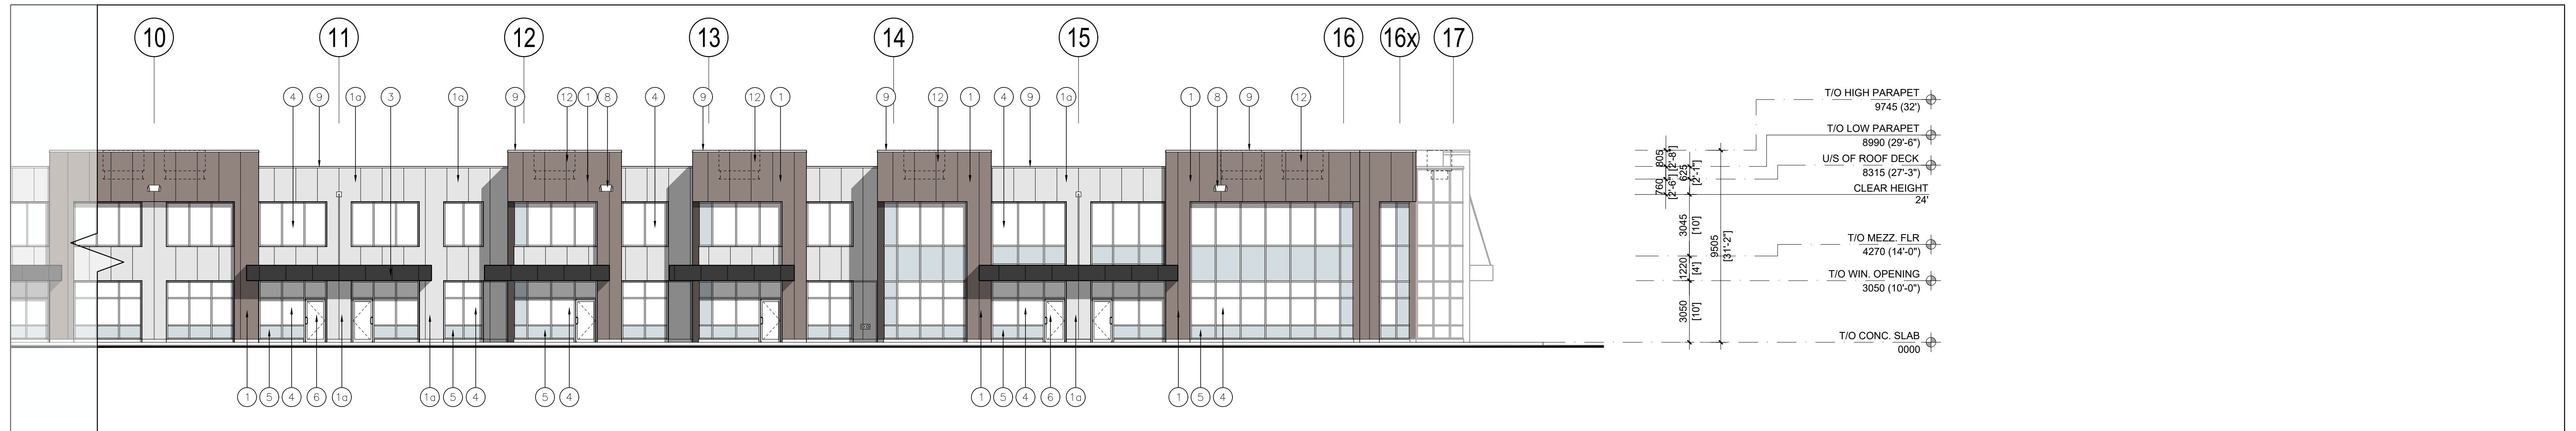 10 11 12 13 14 15 16 16x 17
4 9 1a 3 1a 9 12 1 8 4 9 12 1 9 12 1 4 9 1a 1 8 9 12
T/O HIGH PARAPET
9745 (32')
T/O LOW PARAPET
8990 (29'-6")
U/S OF ROOF DECK
8315 (27'-3")
CLEAR HEIGHT
24'
T/O MEZZ. FLR
4270 (14'-0")
T/O WIN. OPENING
3050 (10'-0")
T/O CONC. SLAB
0000
805 [2'-8"]
760 [2'-6"]
625 [2'-1"]
3045 [10']
1220 [4']
3050 [10']
9505 [31'-2"]
1 5 4 6 1a 1a 5 4 5 4 1 5 4 6 1a 1 5 4